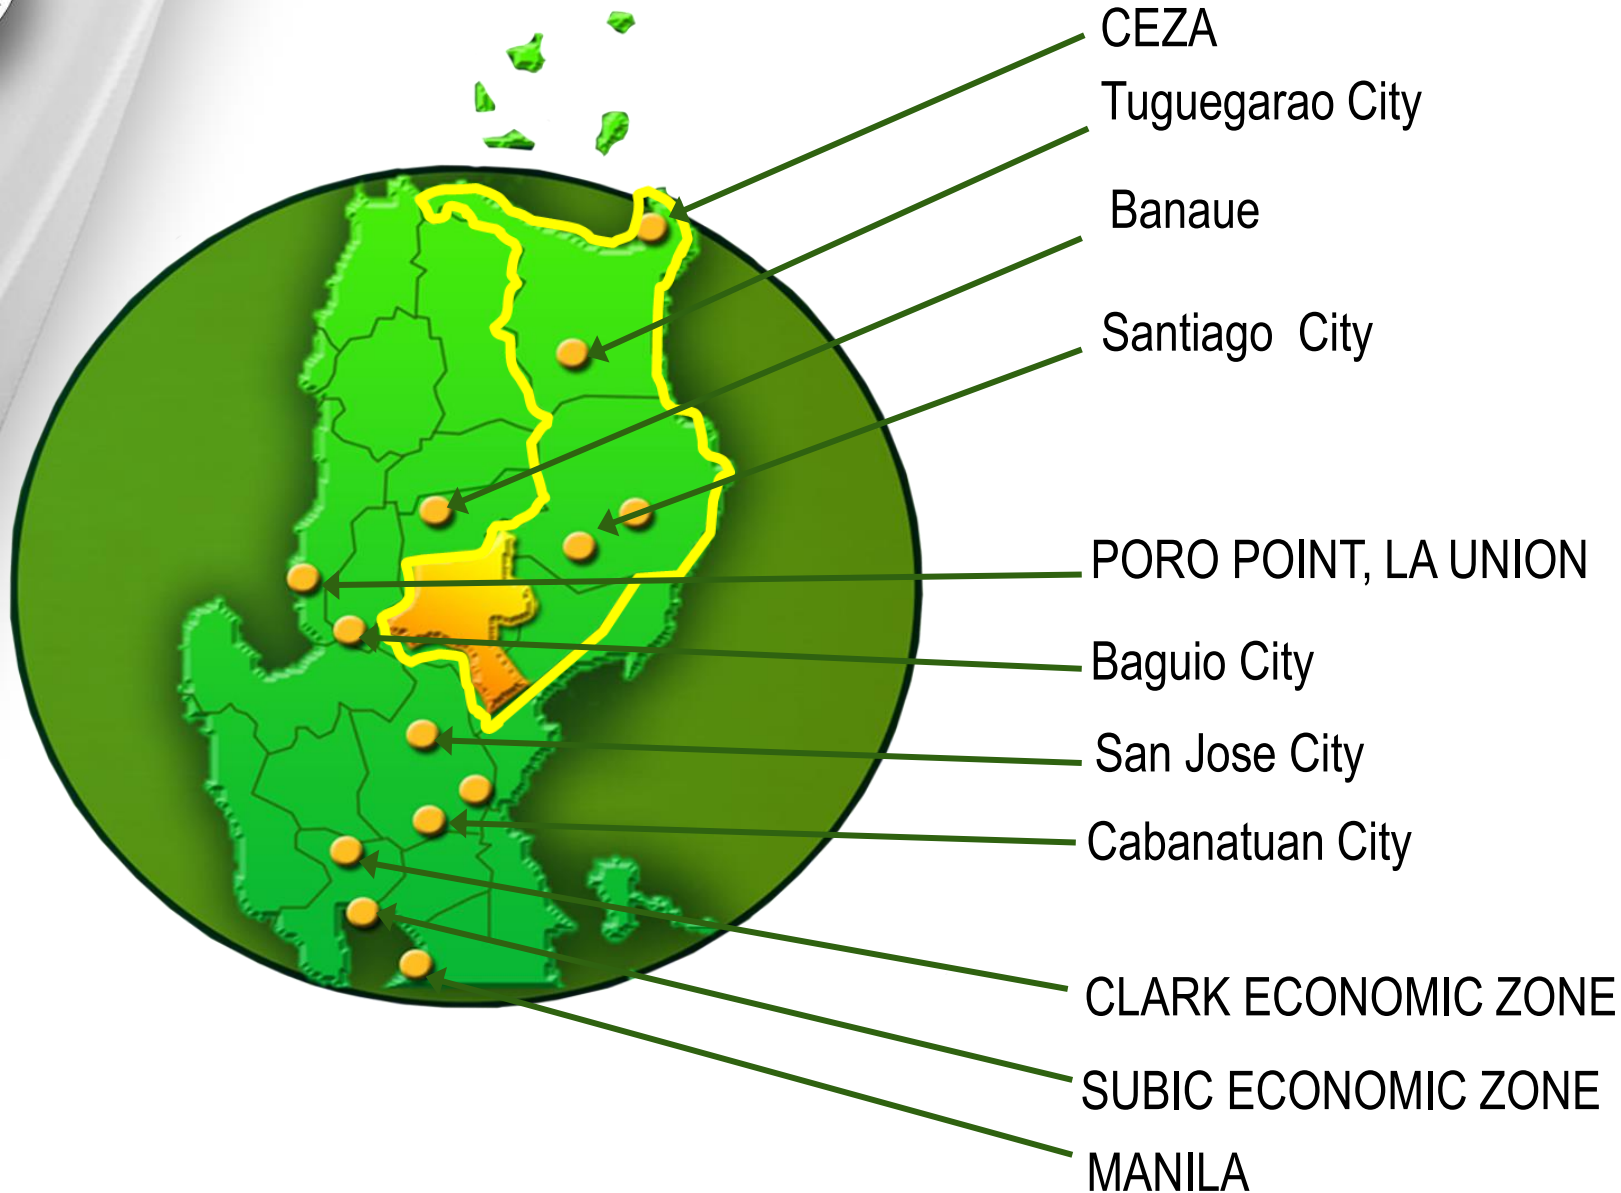 CEZA
Tuguegarao City
Banaue
Santiago City
PORO POINT, LA UNION
Baguio City
San Jose City
Cabanatuan City
CLARK ECONOMIC ZONE
SUBIC ECONOMIC ZONE
MANILA